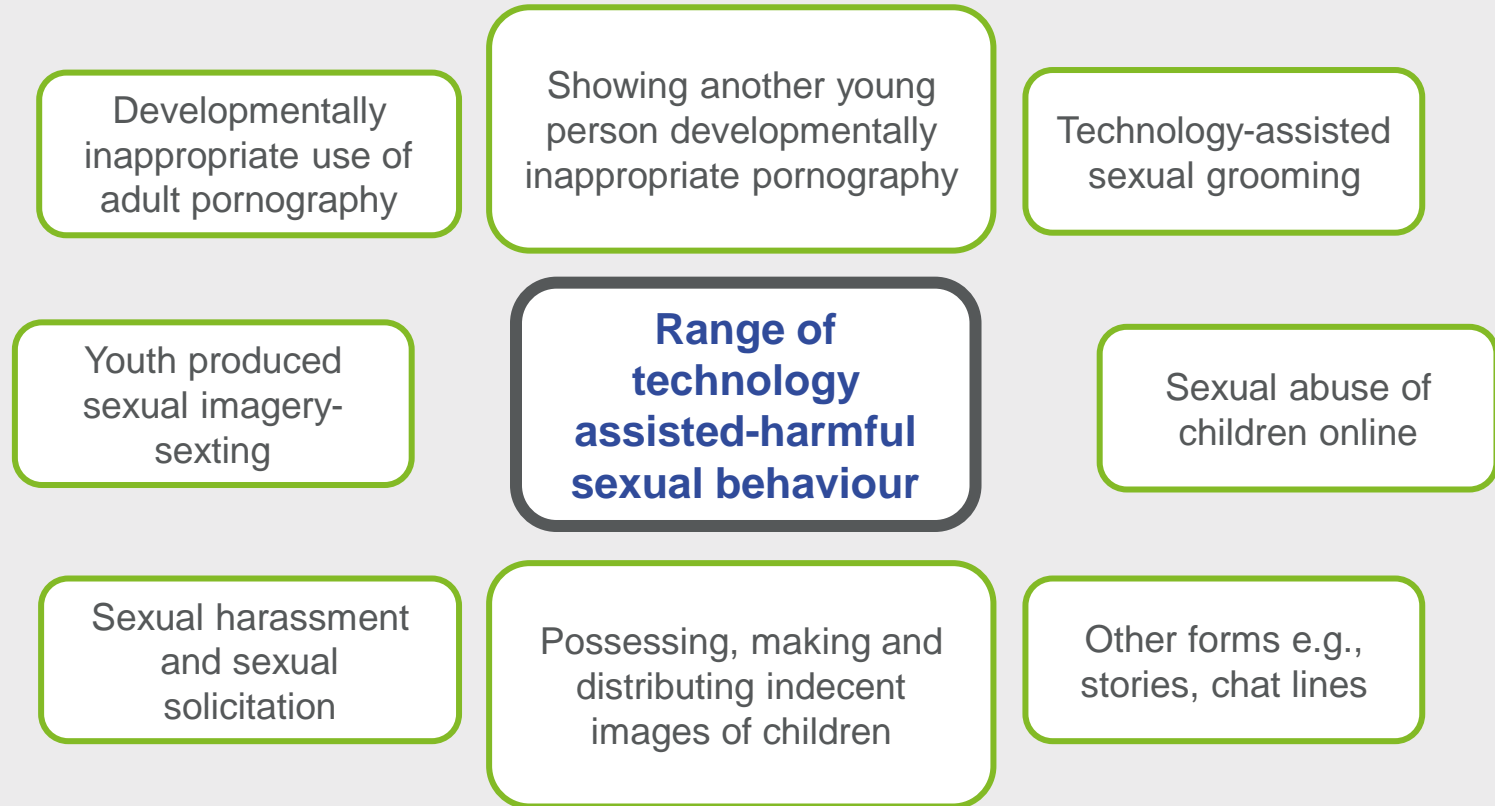 Developmentally
inappropriate use of
adult pornography
Showing another young
person developmentally
inappropriate pornography
Technology-assisted
sexual grooming
Youth produced
sexual imagery-
sexting
Range of
technology
assisted-harmful
sexual behaviour
Sexual abuse of
children online
Sexual harassment
and sexual
solicitation
Possessing, making and
distributing indecent
images of children
Other forms e.g.,
stories, chat lines